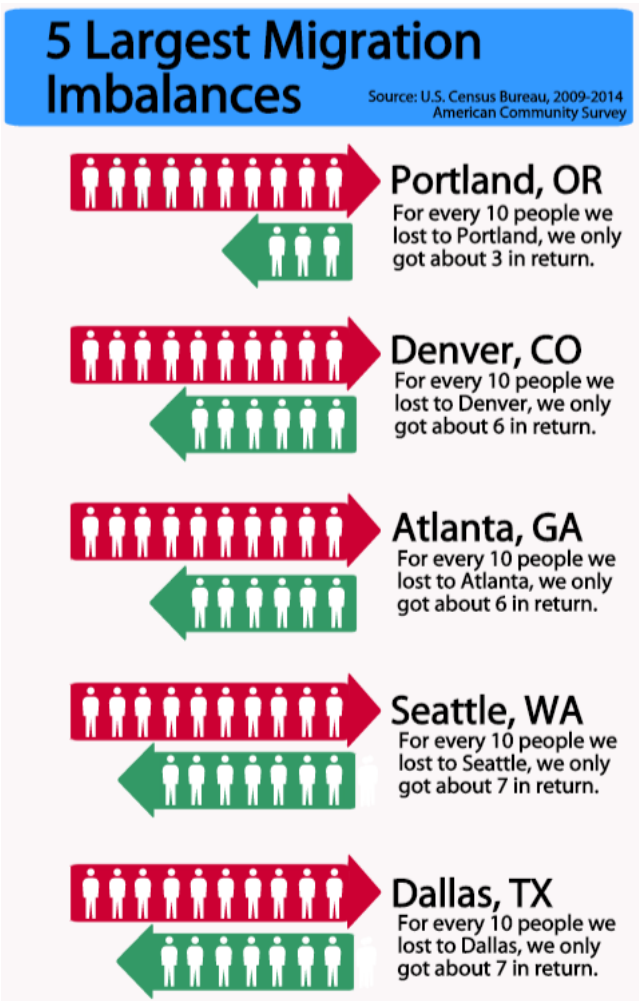 5 Largest Migration
Imbalances
Source: U.S. Census Bureau, 2009-2014
American Community Survey
Portland, OR
For every 10 people we
lost to Portland, we only
got about 3 in return.
Denver, CO
For every 10 people we
lost to Denver, we only
got about 6 in return.
Atlanta, GA
For every 10 people we
lost to Atlanta, we only
got about 6 in return.
Seattle, WA
For every 10 people we
lost to Seattle, we only
got about 7 in return.
Dallas, TX
For every 10 people we
lost to Dallas, we only
got about 7 in return.